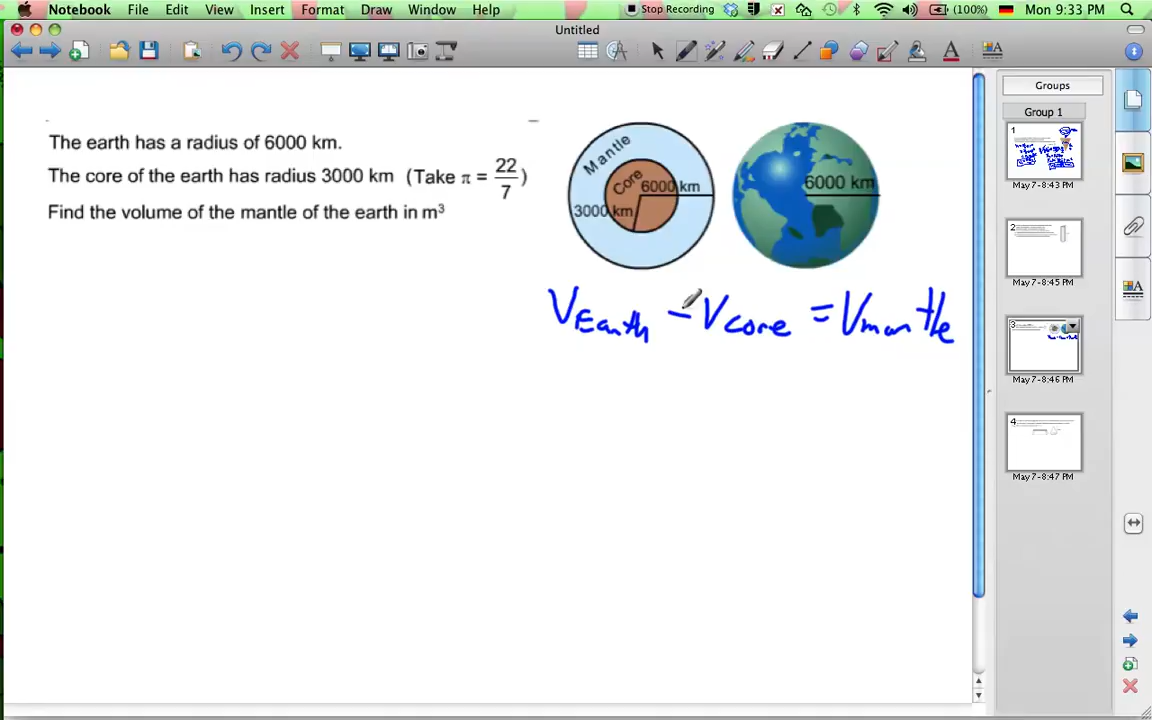 Notebook File Edit View Insert Format Draw Window Help Stop Recording (100%) Mon 9:33 PM
Untitled
Groups
Group 1
The earth has a radius of 6000 km.
The core of the earth has radius 3000 km (Take π = 22/7)
Find the volume of the mantle of the earth in m³
Mantle
Core
6000 km
3000 km
6000 km
VEarth - Vcore = Vmantle
1
May 7 - 8:43 PM
2
May 7 - 8:45 PM
3
May 7 - 8:46 PM
4
May 7 - 8:47 PM